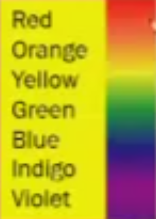 Red
Orange
Yellow
Green
Blue
Indigo
Violet